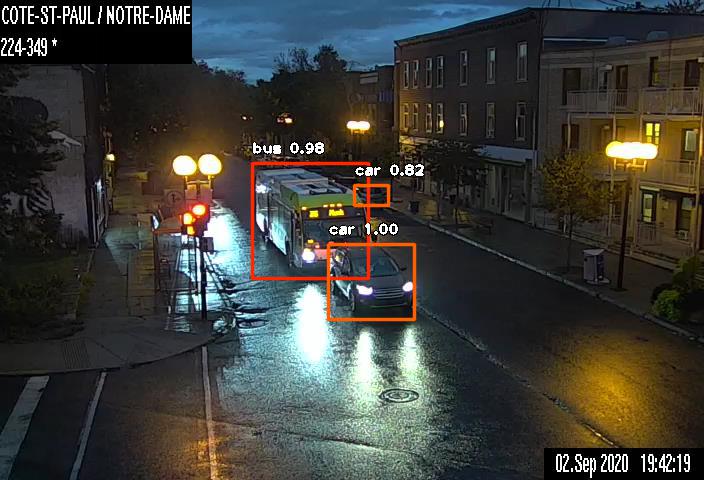 COTE-ST-PAUL / NOTRE-DAME
224-349 *
bus 0.98
car 0.82
car 1.00
02.Sep 2020 19:42:19